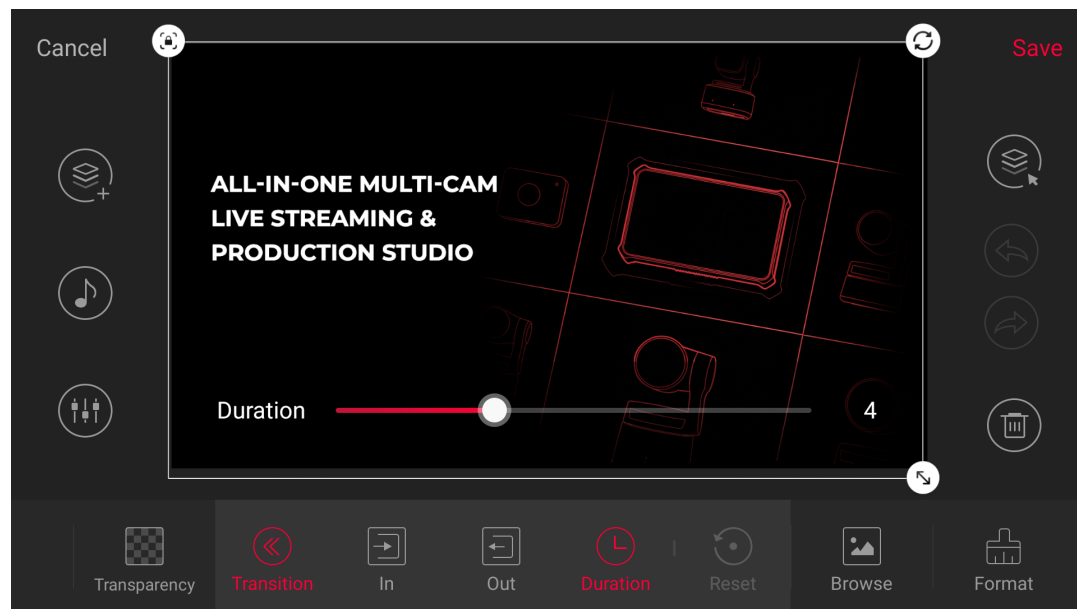 Cancel
Save
ALL-IN-ONE MULTI-CAM
LIVE STREAMING &
PRODUCTION STUDIO
Duration
4
Transparency
Transition
In
Out
Duration
Reset
Browse
Format